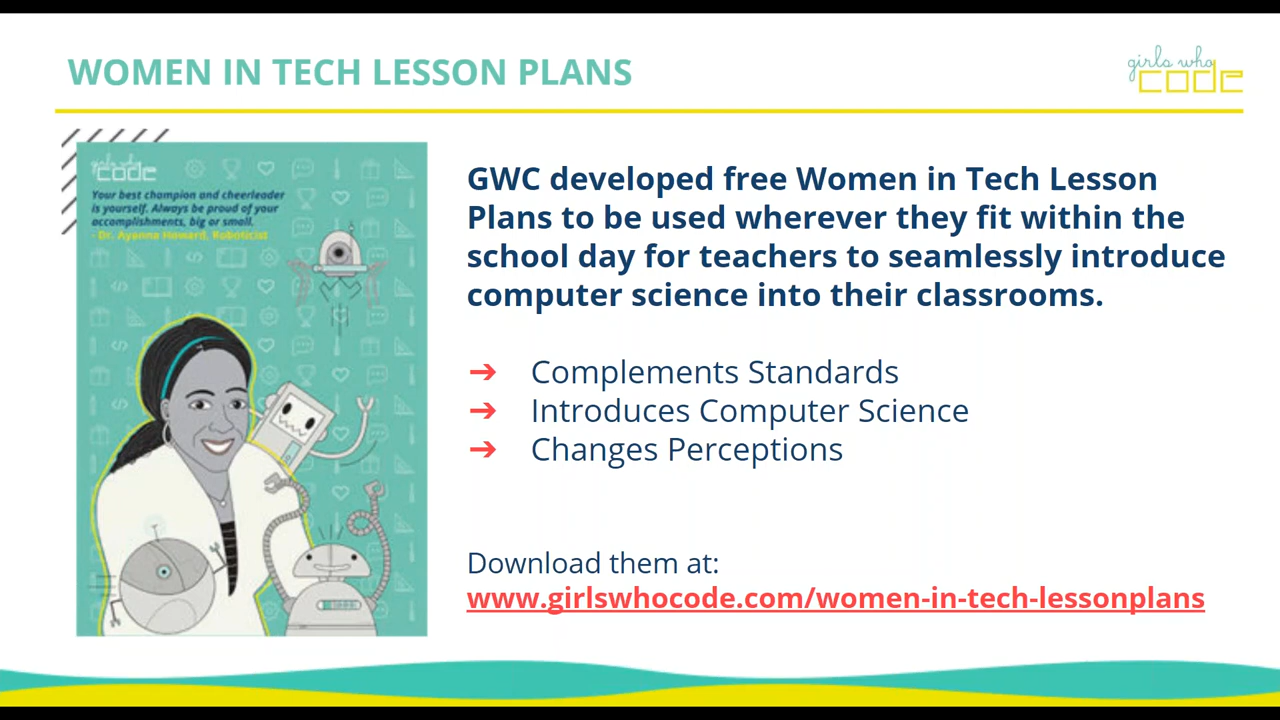 WOMEN IN TECH LESSON PLANS
girls who
code
girls who
code
Your best champion and cheerleader
is yourself. Always be proud of your
accomplishments, big or small.
- Dr. Ayanna Howard, Roboticist
GWC developed free Women in Tech Lesson
Plans to be used wherever they fit within the
school day for teachers to seamlessly introduce
computer science into their classrooms.
➔ Complements Standards
➔ Introduces Computer Science
➔ Changes Perceptions
Download them at:
www.girlswhocode.com/women-in-tech-lessonplans